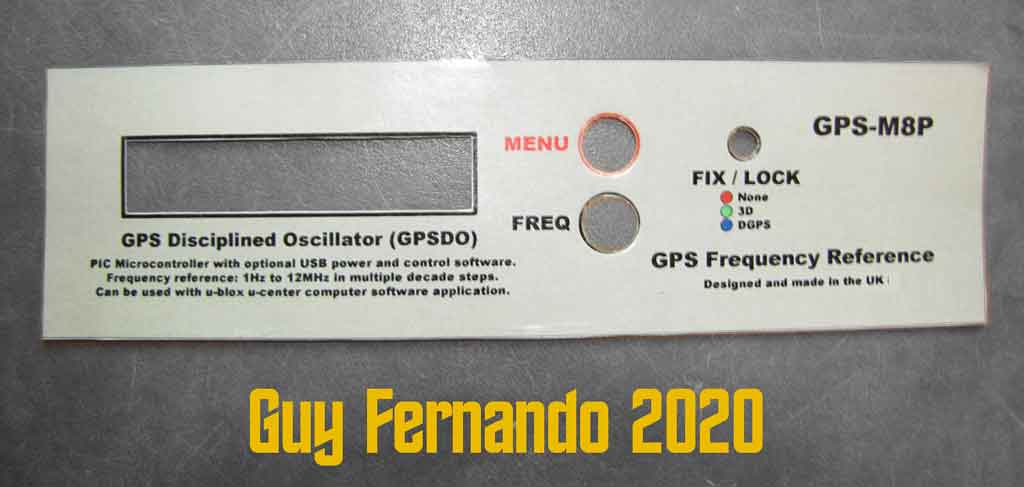 GPS-M8P
MENU
FIX / LOCK
None
3D
DGPS
FREQ
GPS Disciplined Oscillator (GPSDO)
PIC Microcontroller with optional USB power and control software.
Frequency reference: 1Hz to 12MHz in multiple decade steps.
Can be used with u-blox u-center computer software application.
GPS Frequency Reference
Designed and made in the UK
Guy Fernando 2020